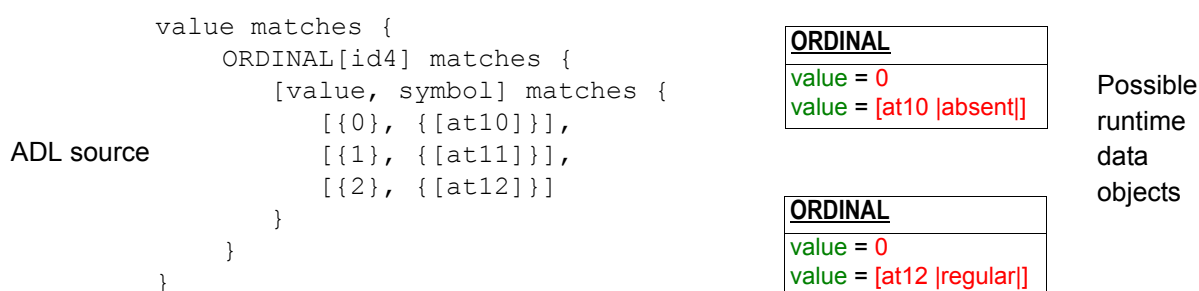 value matches {
ORDINAL[id4] matches {
[value, symbol] matches {
[{0}, {[at10]}],
[{1}, {[at11]}],
[{2}, {[at12]}]
}
}
}
ADL source
ORDINAL
value = 0
value = [at10 |absent|]
ORDINAL
value = 0
value = [at12 |regular|]
Possible
runtime
data
objects